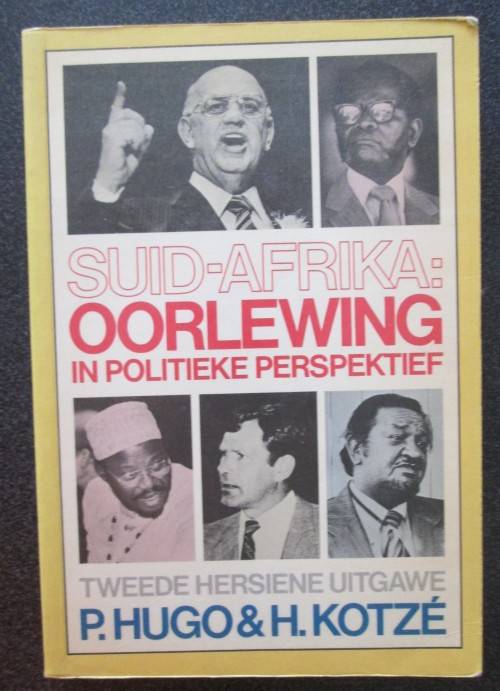 SUID-AFRIKA:
OORLEWING
IN POLITIEKE PERSPEKTIEF
TWEEDE HERSIENE UITGAWE
P. HUGO & H. KOTZÉ